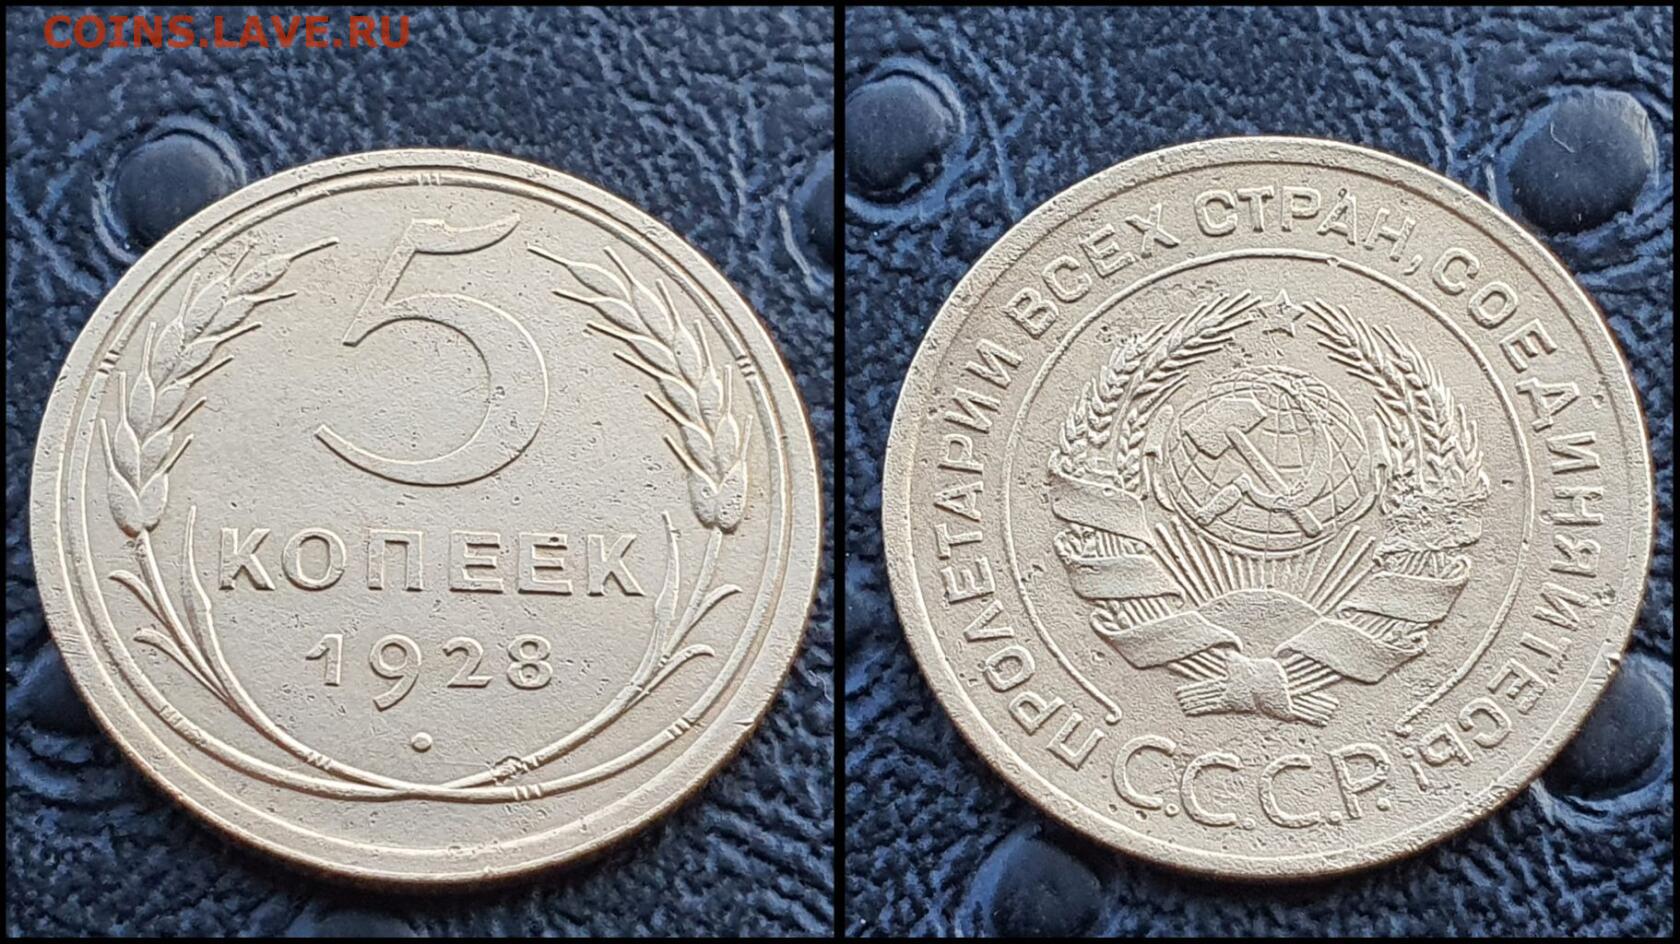 COINS.LAVE.RU
5
КОПЕЕК
1928
ПРОЛЕТАРИИ ВСЕХ СТРАН, СОЕДИНЯЙТЕСЬ!
С.С.С.Р.